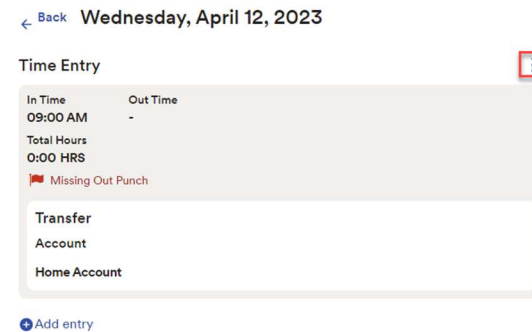 Back Wednesday, April 12, 2023
Time Entry
In Time Out Time
09:00 AM -
Total Hours
0:00 HRS
Missing Out Punch
Transfer
Account
Home Account
Add entry